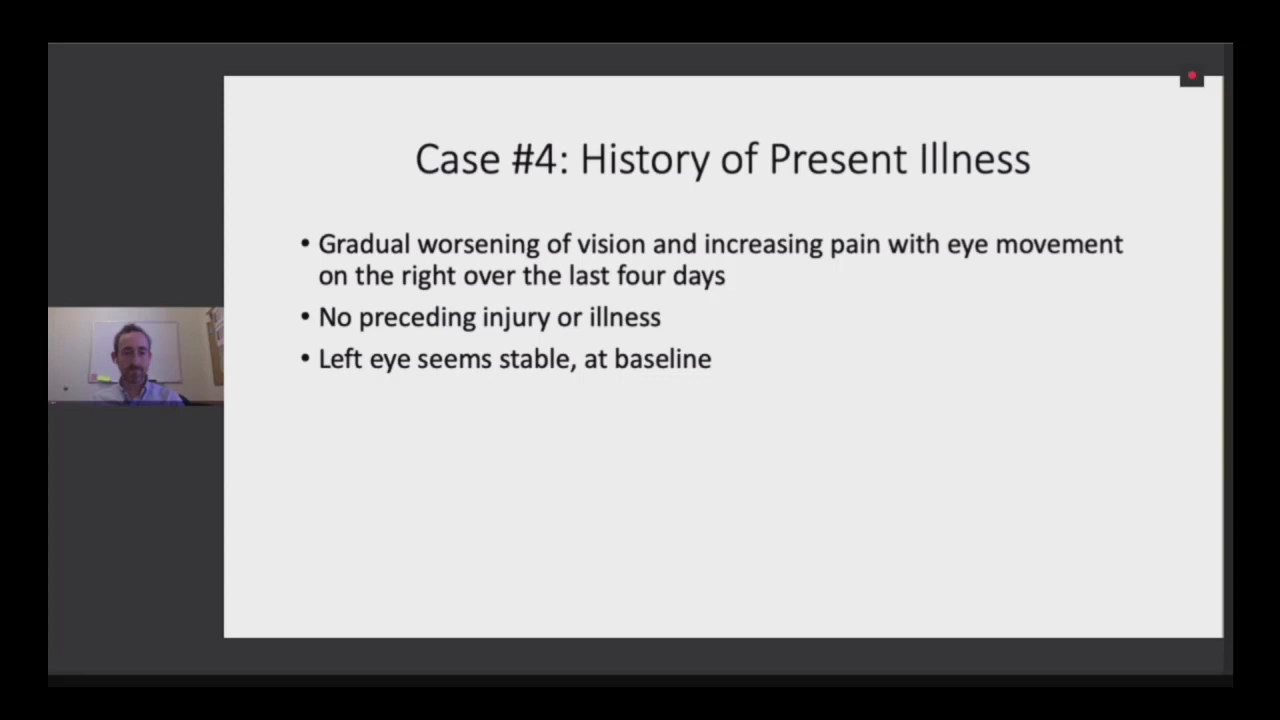 Case #4: History of Present Illness
• Gradual worsening of vision and increasing pain with eye movement
on the right over the last four days
• No preceding injury or illness
• Left eye seems stable, at baseline